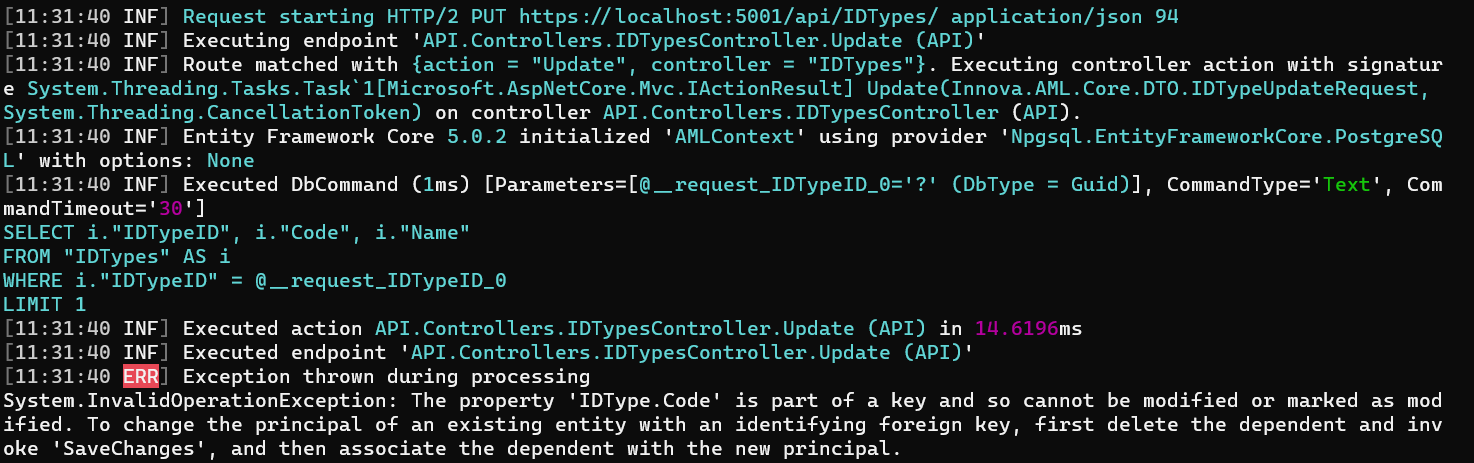 [11:31:40 INF] Request starting HTTP/2 PUT https://localhost:5001/api/IDTypes/ application/json 94
[11:31:40 INF] Executing endpoint 'API.Controllers.IDTypesController.Update (API)'
[11:31:40 INF] Route matched with {action = "Update", controller = "IDTypes"}. Executing controller action with signatur
e System.Threading.Tasks.Task`1[Microsoft.AspNetCore.Mvc.IActionResult] Update(Innova.AML.Core.DTO.IDTypeUpdateRequest,
System.Threading.CancellationToken) on controller API.Controllers.IDTypesController (API).
[11:31:40 INF] Entity Framework Core 5.0.2 initialized 'AMLContext' using provider 'Npgsql.EntityFrameworkCore.PostgreSQ
L' with options: None
[11:31:40 INF] Executed DbCommand (1ms) [Parameters=[@__request_IDTypeID_0='?' (DbType = Guid)], CommandType='Text', Com
mandTimeout='30']
SELECT i."IDTypeID", i."Code", i."Name"
FROM "IDTypes" AS i
WHERE i."IDTypeID" = @__request_IDTypeID_0
LIMIT 1
[11:31:40 INF] Executed action API.Controllers.IDTypesController.Update (API) in 14.6196ms
[11:31:40 INF] Executed endpoint 'API.Controllers.IDTypesController.Update (API)'
[11:31:40 ERR] Exception thrown during processing
System.InvalidOperationException: The property 'IDType.Code' is part of a key and so cannot be modified or marked as mod
ified. To change the principal of an existing entity with an identifying foreign key, first delete the dependent and inv
oke 'SaveChanges', and then associate the dependent with the new principal.